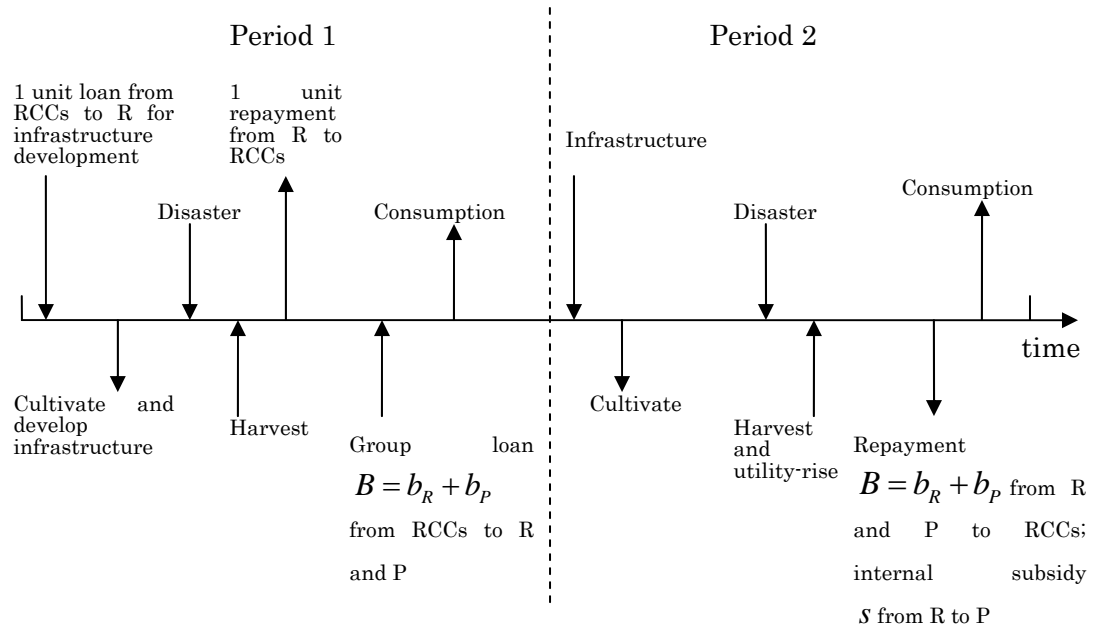 Period 1
Period 2
1 unit loan from
RCCs to R for
infrastructure
development
1 unit
repayment
from R to
RCCs
Infrastructure
Disaster
Consumption
Disaster
Consumption
time
Cultivate and
develop
infrastructure
Harvest
Group loan
B = b_R + b_P
from RCCs to R
and P
Cultivate
Harvest
and
utility-rise
Repayment
B = b_R + b_P from R
and P to RCCs;
internal subsidy
s from R to P